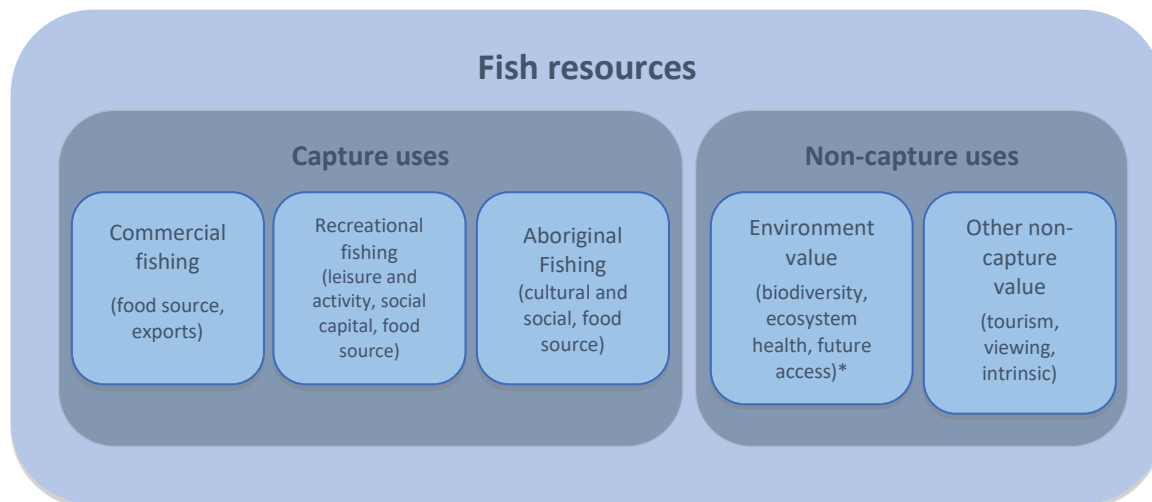 Fish resources
Capture uses
Commercial
fishing
(food source,
exports)
Recreational
fishing
(leisure and
activity, social
capital, food
source)
Aboriginal
Fishing
(cultural and
social, food
source)
Non-capture uses
Environment
value
(biodiversity,
ecosystem
health, future
access)*
Other non-
capture
value
(tourism,
viewing,
intrinsic)